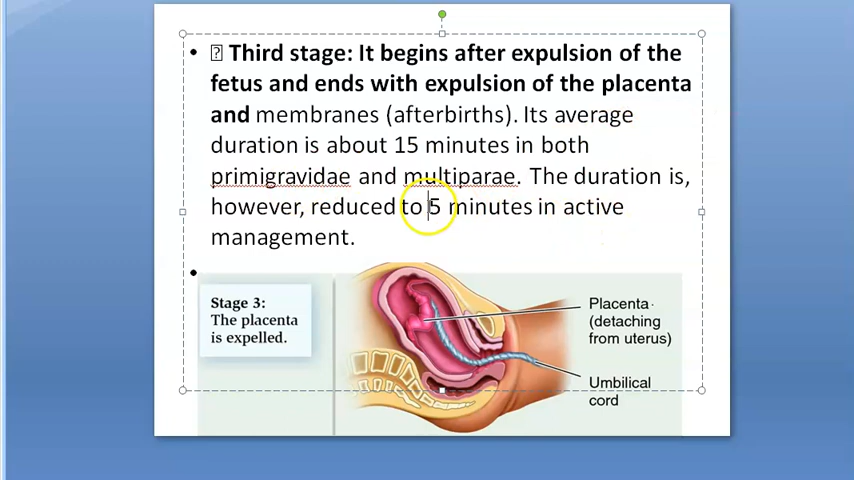 • Third stage: It begins after expulsion of the
fetus and ends with expulsion of the placenta
and membranes (afterbirths). Its average
duration is about 15 minutes in both
primigravidae and multiparae. The duration is,
however, reduced to 5 minutes in active
management.
•
Stage 3:
The placenta
is expelled.
Placenta
(detaching
from uterus)
Umbilical
cord